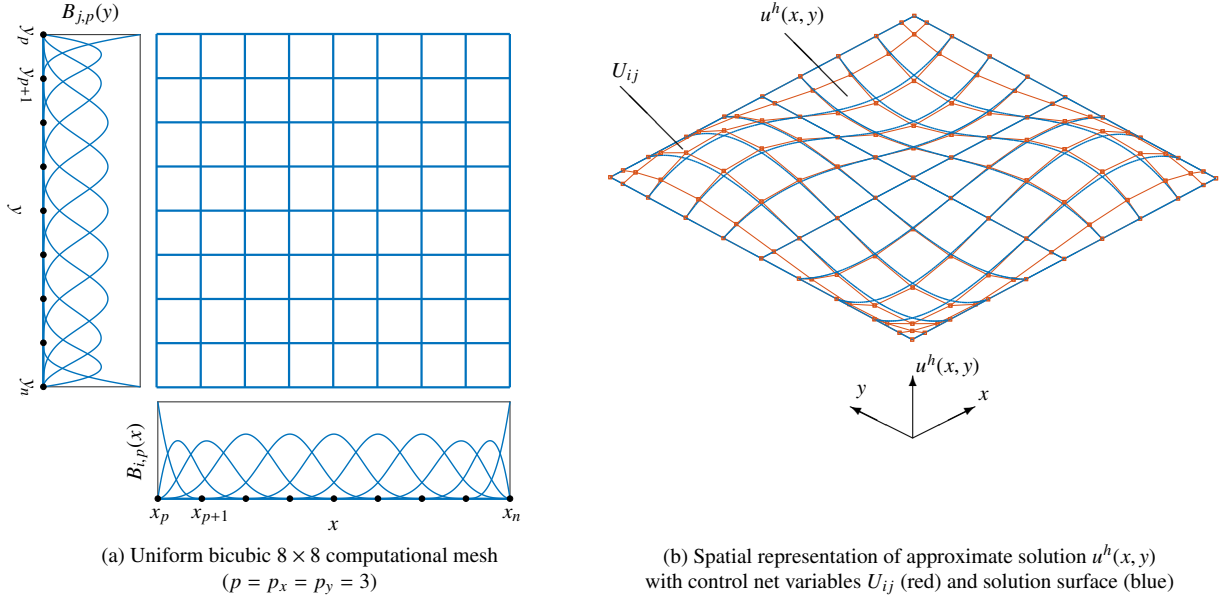 B_{j,p}(y)
y_p
y_{p+1}
y
y_n
B_{i,p}(x)
x_p
x_{p+1}
x
x_n
(a) Uniform bicubic 8 × 8 computational mesh
(p = p_x = p_y = 3)
u^h(x, y)
U_{ij}
u^h(x, y)
y
x
(b) Spatial representation of approximate solution u^h(x, y)
with control net variables U_{ij} (red) and solution surface (blue)